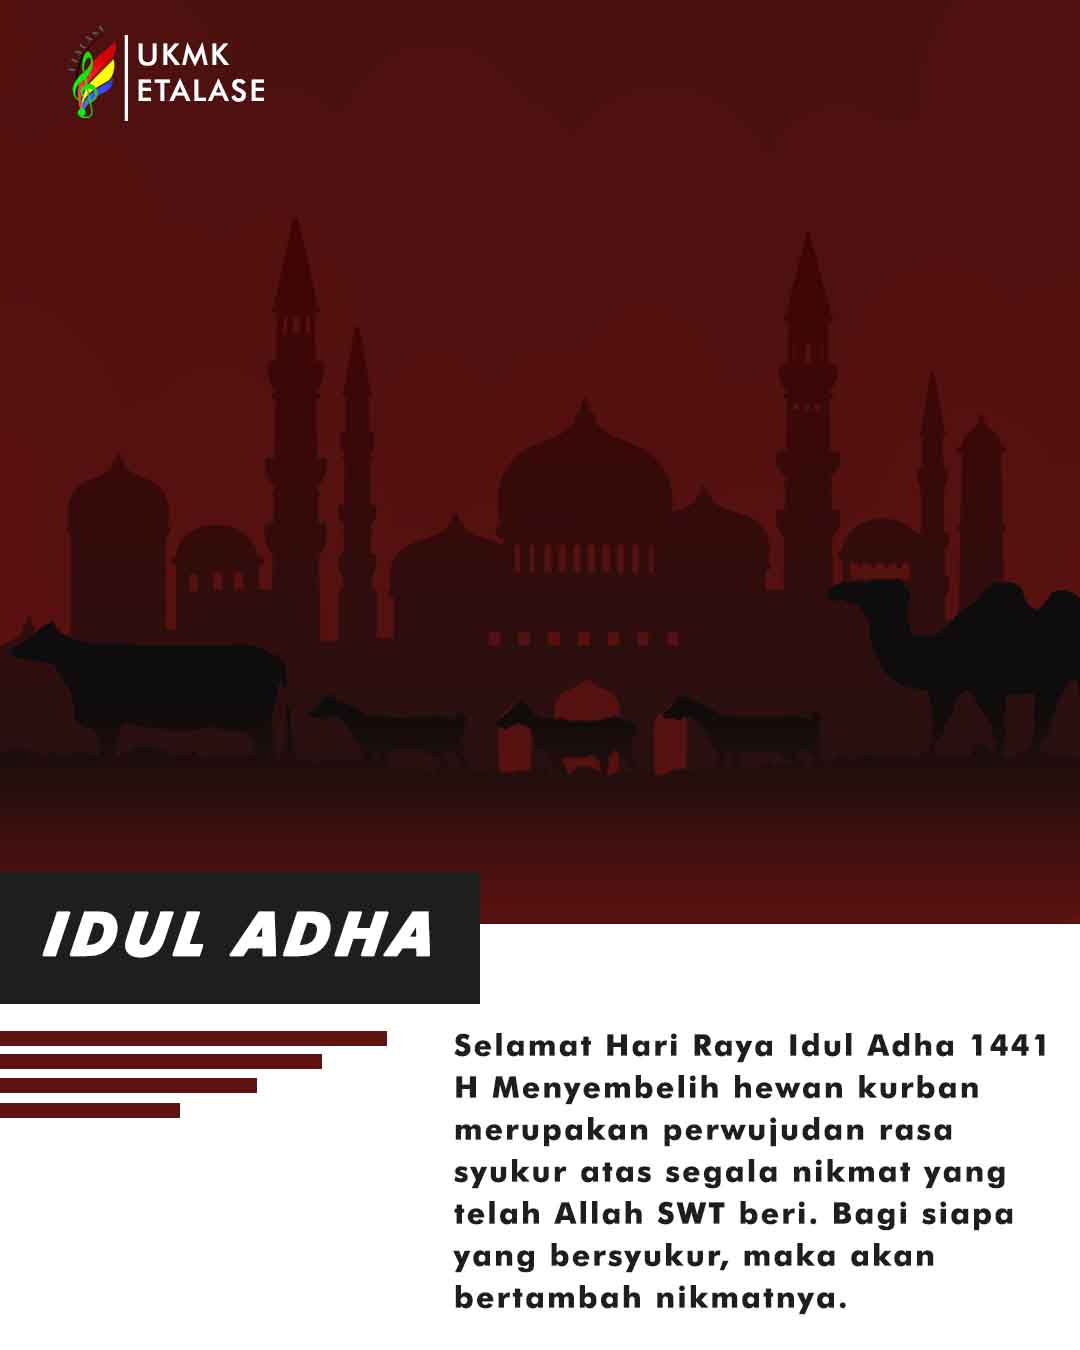 ETALASE
UKMK
ETALASE
IDUL ADHA
Selamat Hari Raya Idul Adha 1441
H Menyembelih hewan kurban
merupakan perwujudan rasa
syukur atas segala nikmat yang
telah Allah SWT beri. Bagi siapa
yang bersyukur, maka akan
bertambah nikmatnya.